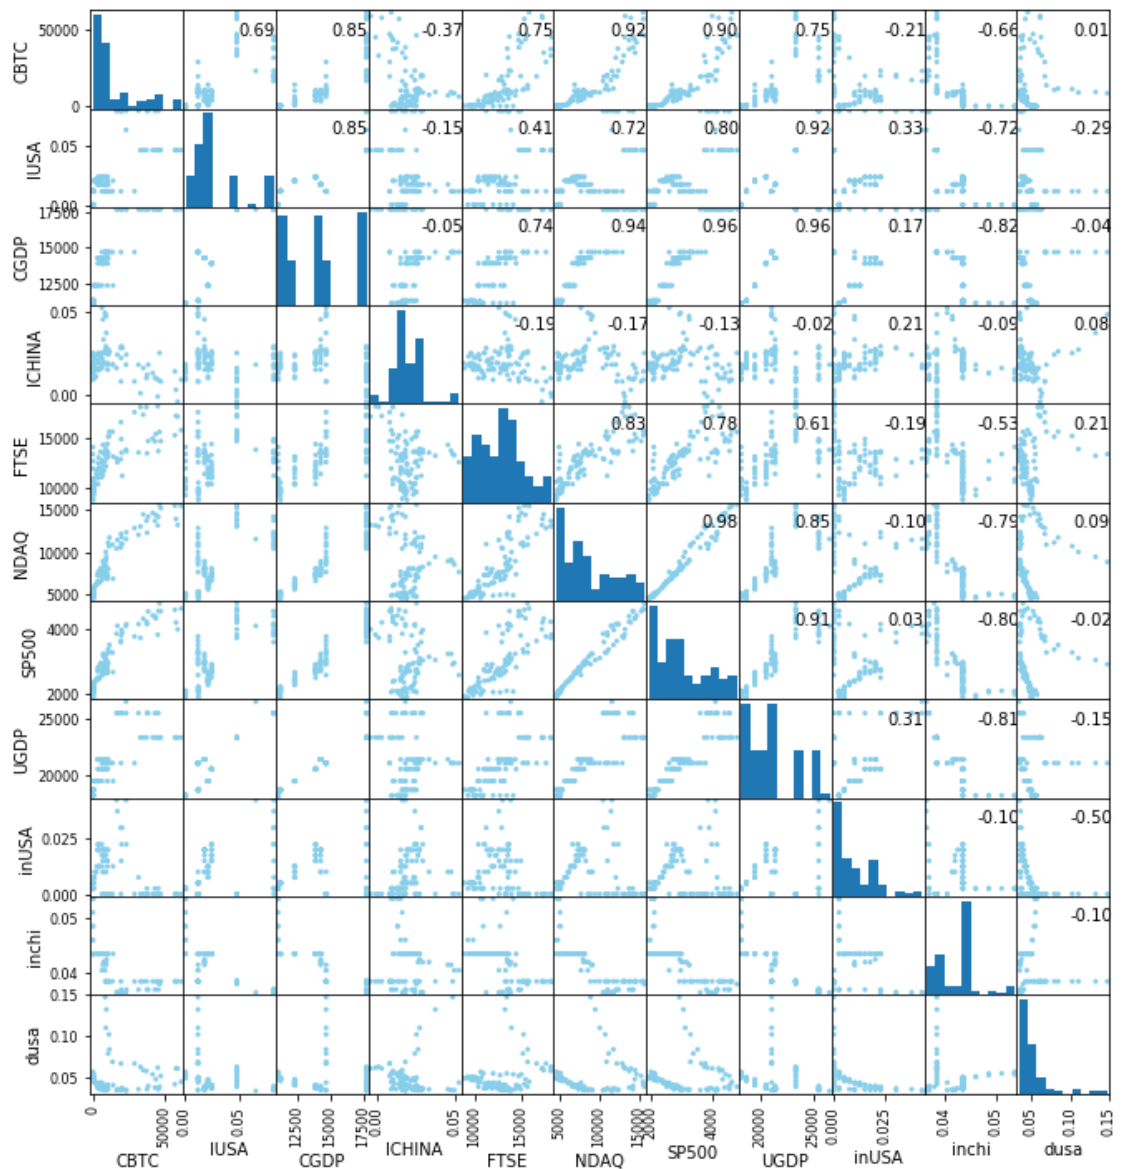 CBTC 50000 0 0.69 0.85 -0.37 0.75 0.92 0.90 0.75 -0.21 -0.66 0.01
IUSA 0.05 0.00 0.85 -0.15 0.41 0.72 0.80 0.92 0.33 -0.72 -0.29
CGDP 17500 15000 12500 -0.05 0.74 0.94 0.96 0.96 0.17 -0.82 -0.04
ICHINA 0.05 0.00 -0.19 -0.17 -0.13 -0.02 0.21 -0.09 0.08
FTSE 15000 10000 0.83 0.78 0.61 -0.19 -0.53 0.21
NDAQ 15000 10000 5000 0.98 0.85 -0.10 -0.79 0.09
SP500 4000 2000 0.91 0.03 -0.80 -0.02
UGDP 25000 20000 0.31 -0.81 -0.15
inUSA 0.025 0.000 -0.10 -0.50
inchi 0.05 0.04 -0.10
dusa 0.15 0.10 0.05
0 50000 0.00 0.05 12500 15000 17500 0.00 0.05 10000 15000 5000 10000 15000 2000 4000 20000 25000 0.000 0.025 0.04 0.05 0.05 0.10 0.15
CBTC IUSA CGDP ICHINA FTSE NDAQ SP500 UGDP inUSA inchi dusa